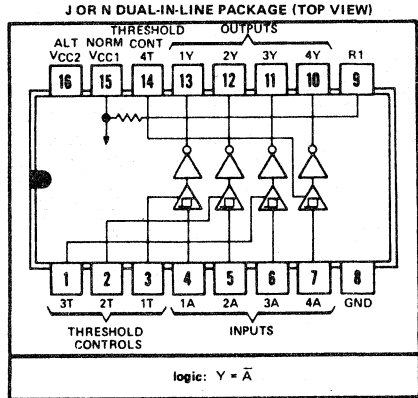 J OR N DUAL-IN-LINE PACKAGE (TOP VIEW)
THRESHOLD OUTPUTS
ALT NORM CONT
VCC2 VCC1 4T 1Y 2Y 3Y 4Y R1
16 15 14 13 12 11 10 9
1 2 3 4 5 6 7 8
3T 2T 1T 1A 2A 3A 4A GND
THRESHOLD INPUTS
CONTROLS
logic: Y = A̅